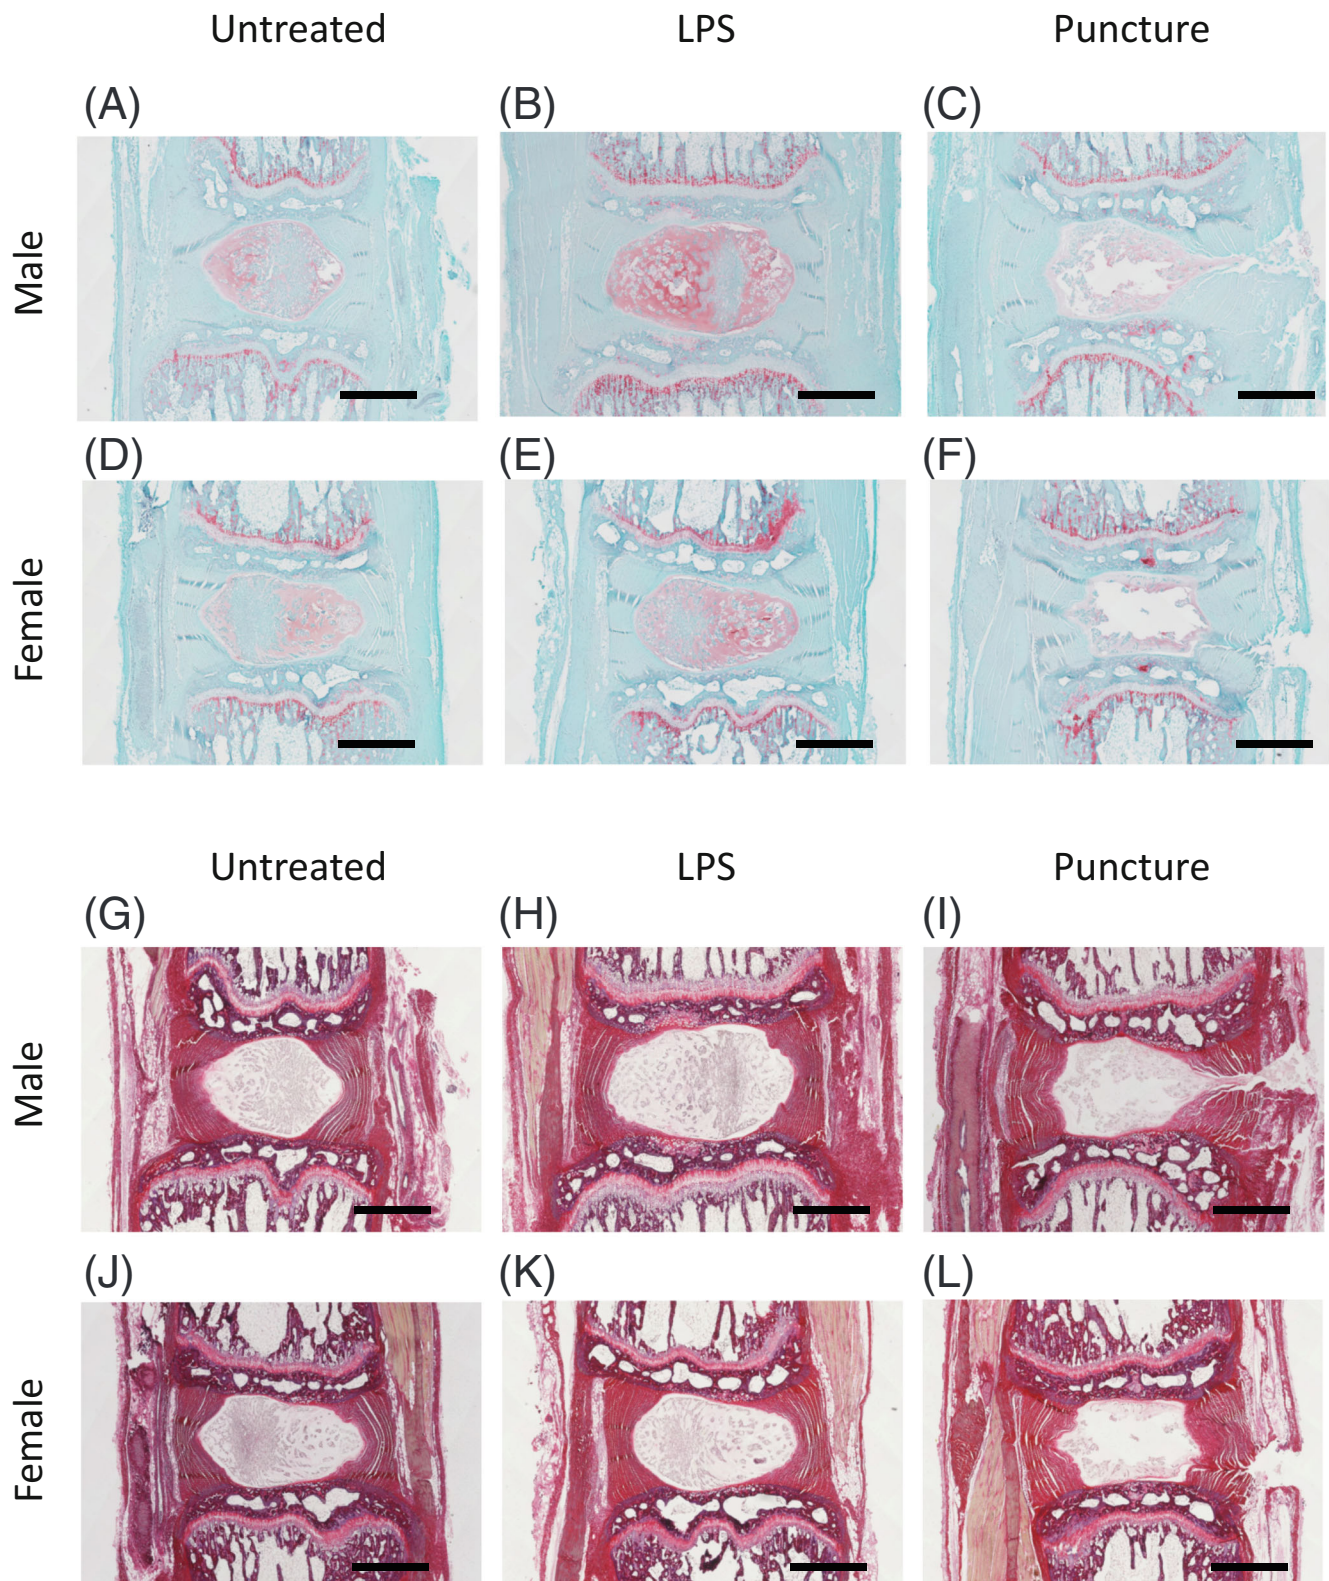 Untreated LPS Puncture
(A) (B) (C)
Male
(D) (E) (F)
Female
Untreated LPS Puncture
(G) (H) (I)
Male
(J) (K) (L)
Female